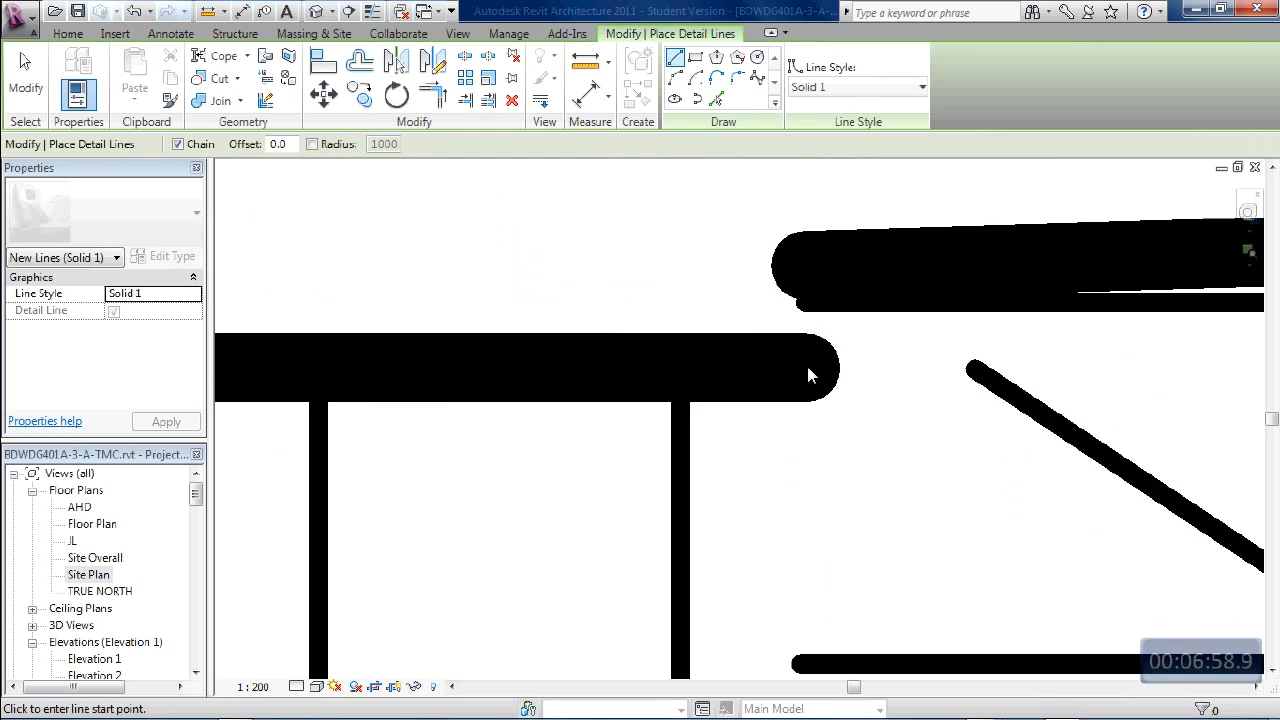 Autodesk Revit Architecture 2011 - Student Version - [BDWDG401A-3-A-...
Type a keyword or phrase
Home Insert Annotate Structure Massing & Site Collaborate View Manage Add-Ins Modify | Place Detail Lines
Modify Paste Cope Cut Join Line Style:
Solid 1
Select Properties Clipboard Geometry Modify View Measure Create Draw Line Style
Modify | Place Detail Lines Chain Offset: 0.0 Radius: 1000
Properties
New Lines (Solid 1) Edit Type
Graphics
Line Style Solid 1
Detail Line
Properties help Apply
BDWDG401A-3-A-TMC.rvt - Project...
Views (all)
Floor Plans
AHD
Floor Plan
JL
Site Overall
Site Plan
TRUE NORTH
Ceiling Plans
3D Views
Elevations (Elevation 1)
Elevation 1
Elevation 2
1 : 200
00:06:58.9
Click to enter line start point. Main Model :0